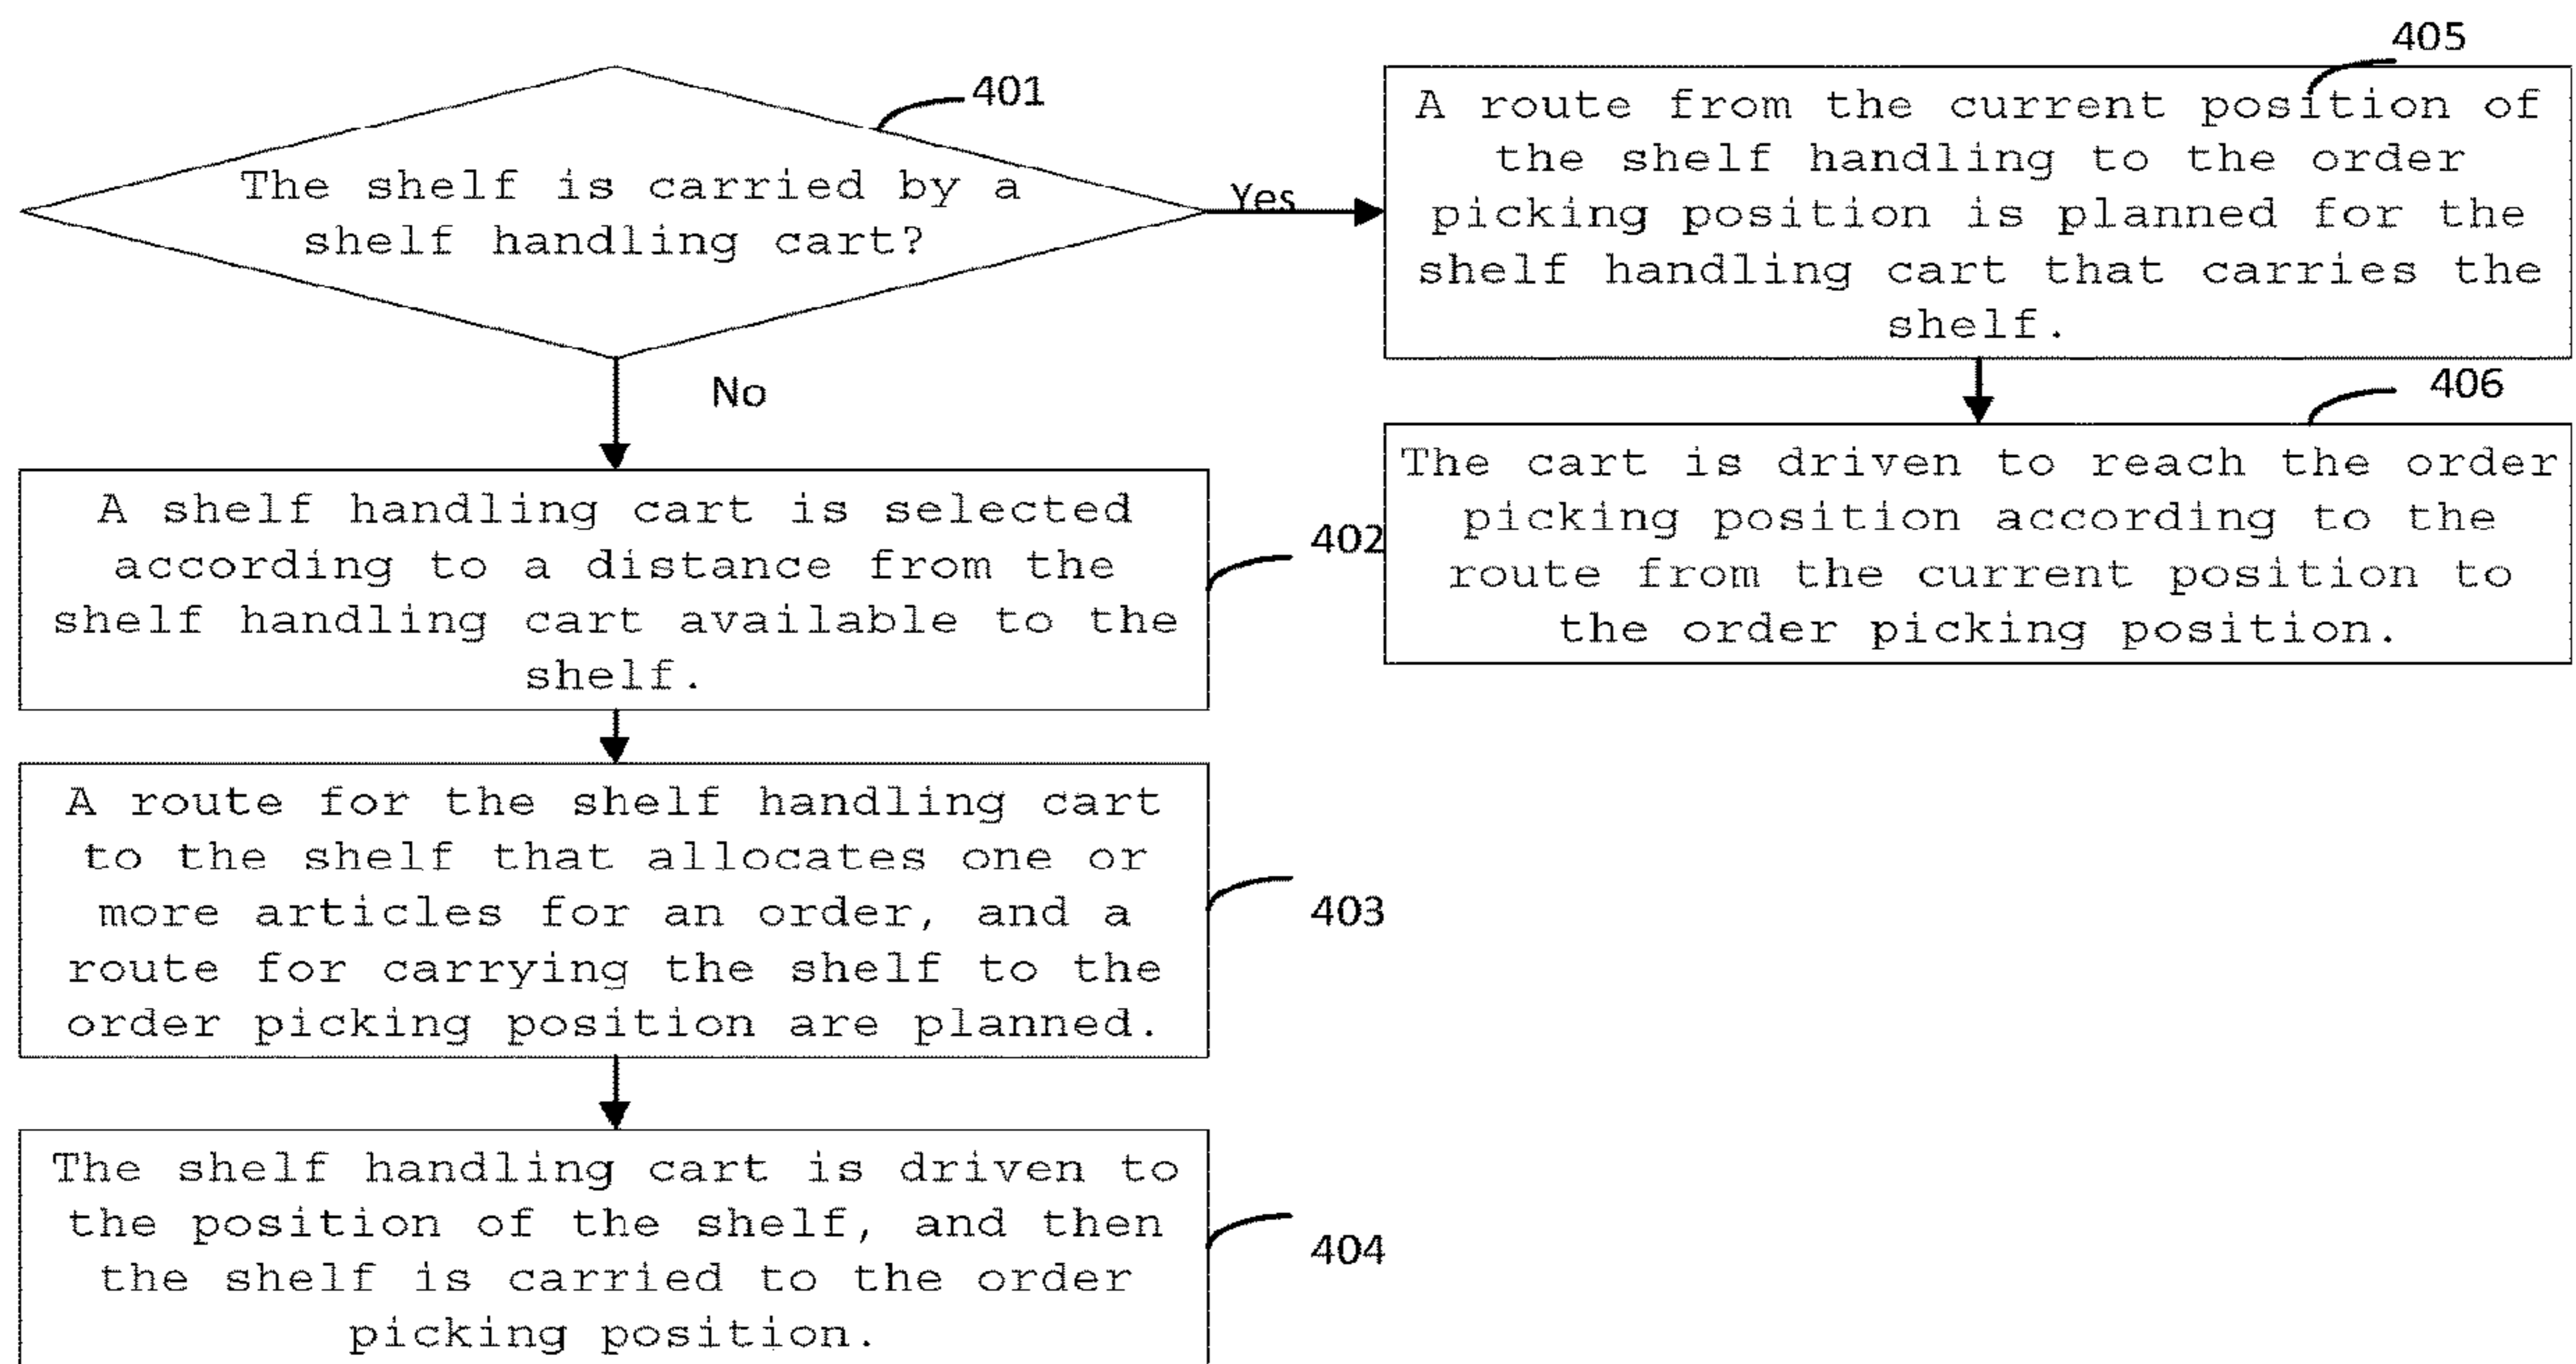 401
The shelf is carried by a
shelf handling cart?
Yes
No
405
A route from the current position of
the shelf handling to the order
picking position is planned for the
shelf handling cart that carries the
shelf.
406
The cart is driven to reach the order
picking position according to the
route from the current position to
the order picking position.
A shelf handling cart is selected
according to a distance from the
shelf handling cart available to the
shelf.
402
A route for the shelf handling cart
to the shelf that allocates one or
more articles for an order, and a
route for carrying the shelf to the
order picking position are planned.
403
The shelf handling cart is driven to
the position of the shelf, and then
the shelf is carried to the order
picking position.
404